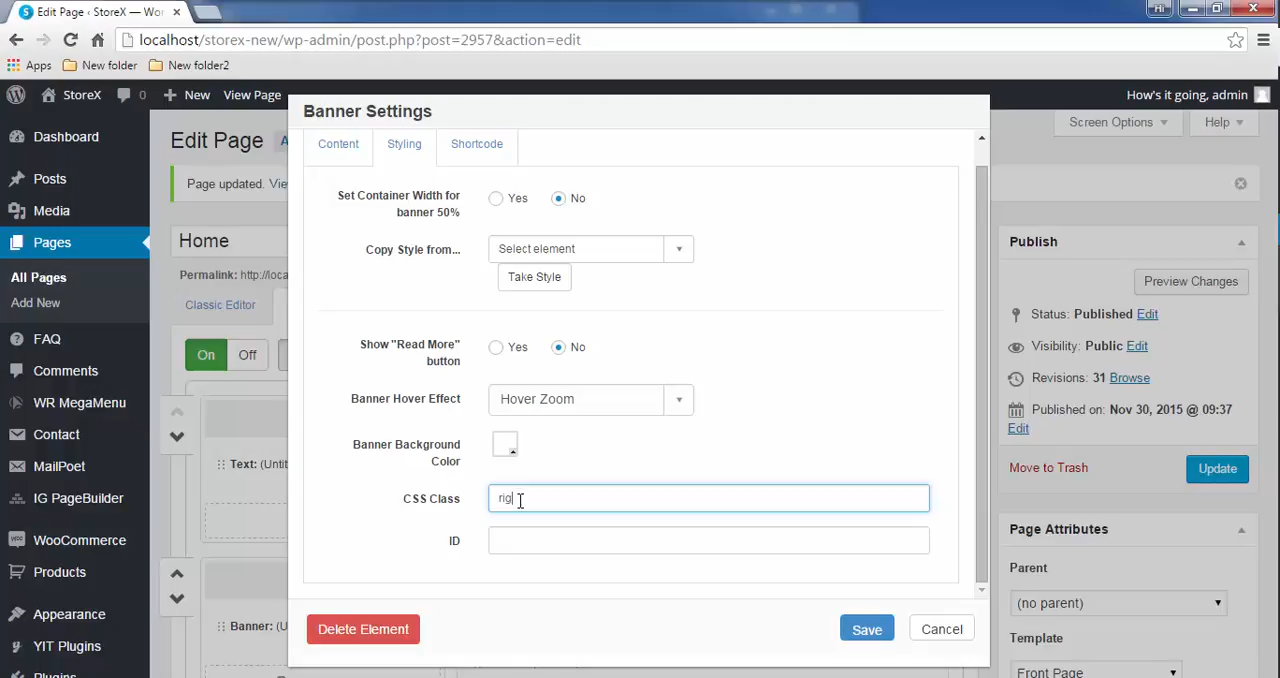 Edit Page ‹ StoreX — Wor
Hi
localhost/storex-new/wp-admin/post.php?post=2957&action=edit
Apps New folder New folder2
StoreX 0 New View Page
How's it going, admin
Dashboard
Posts
Media
Pages
All Pages
Add New
FAQ
Comments
WR MegaMenu
Contact
MailPoet
IG PageBuilder
WooCommerce
Products
Appearance
YIT Plugins
Plugins
Edit Page
Page updated.
Home
Permalink: http://loca
Classic Editor
On Off
Text: (Untit
Banner: (U
Banner Settings
Content Styling Shortcode
Set Container Width for
banner 50%
Yes No
Copy Style from...
Select element
Take Style
Show "Read More"
button
Yes No
Banner Hover Effect
Hover Zoom
Banner Background
Color
CSS Class
rig
ID
Delete Element
Save Cancel
Screen Options Help
Publish
Preview Changes
Status: Published Edit
Visibility: Public Edit
Revisions: 31 Browse
Published on: Nov 30, 2015 @ 09:37
Edit
Move to Trash
Update
Page Attributes
Parent
(no parent)
Template
Front Page